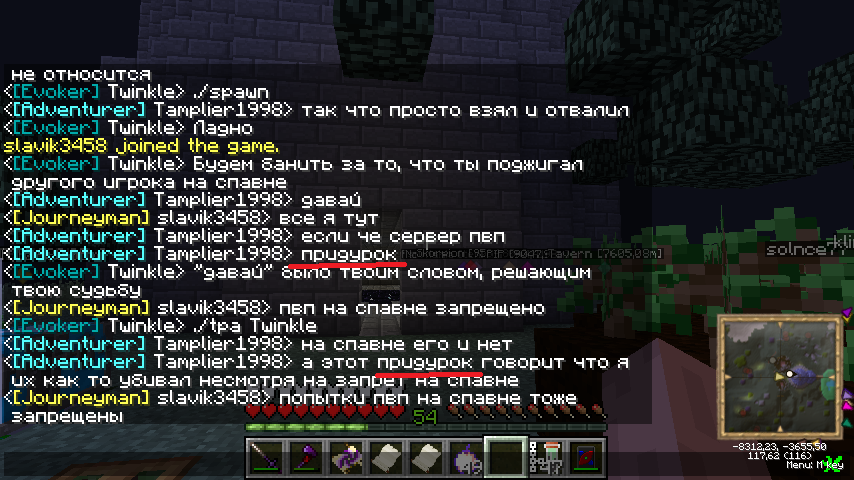 не относится
<[Evoker] Twinkle> ./spawn
<[Adventurer] Tamplier1998> так что просто взял и отвалил
<[Evoker] Twinkle> Ладно
slavik3458 joined the game.
<[Evoker] Twinkle> Будем банить за то, что ты поджигал
другого игрока на спавне
<[Adventurer] Tamplier1998> давай
<[Journeyman] slavik3458> все я тут
<[Adventurer] Tamplier1998> если че сервер пвп
<[Adventurer] Tamplier1998> придурок
<[Evoker] Twinkle> "давай" было твоим словом, решающим
твою судьбу
<[Journeyman] slavik3458> пвп на спавне запрещено
<[Evoker] Twinkle> ./tpa Twinkle
<[Adventurer] Tamplier1998> на спавне его и нет
<[Adventurer] Tamplier1998> а этот придурок говорит что я
их как то убивал несмотря на запрет на спавне
<[Journeyman] slavik3458> попытки пвп на спавне тоже
запрещены
solnce
54
49
47
-8312,23, -3655,50
117,62 (116)
Menu: M key